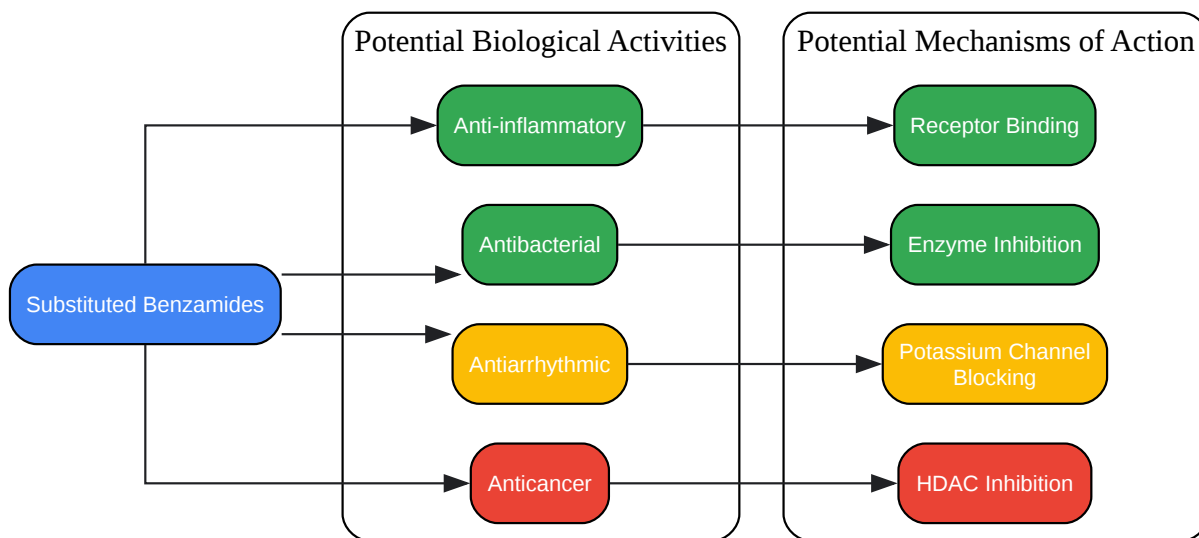 Potential Biological Activities
Potential Mechanisms of Action
Anti-inflammatory
Receptor Binding
Antibacterial
Enzyme Inhibition
Substituted Benzamides
Antiarrhythmic
Potassium Channel
Blocking
Anticancer
HDAC Inhibition